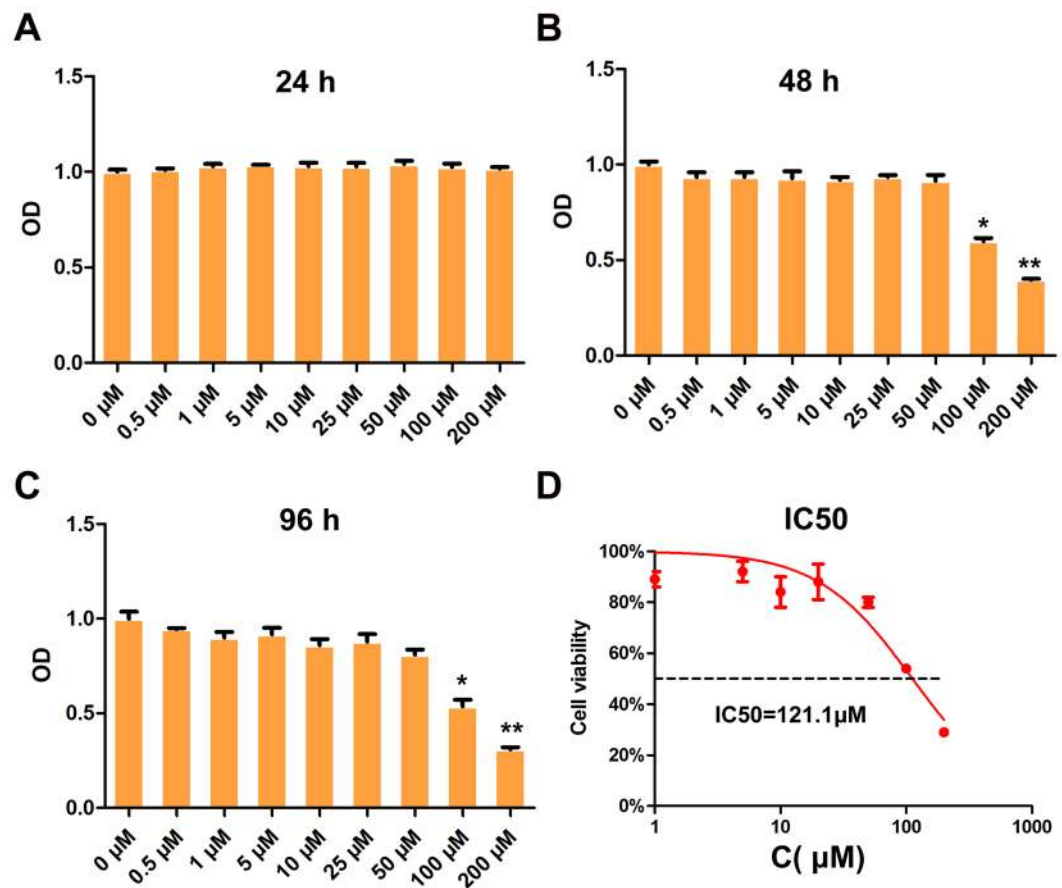 A
24 h
OD
1.5
1.0
0.5
0.0
0 µM
0.5 µM
1 µM
5 µM
10 µM
25 µM
50 µM
100 µM
200 µM
B
48 h
OD
1.5
1.0
0.5
0.0
*
**
0 µM
0.5 µM
1 µM
5 µM
10 µM
25 µM
50 µM
100 µM
200 µM
C
96 h
OD
1.5
1.0
0.5
0.0
*
**
0 µM
0.5 µM
1 µM
5 µM
10 µM
25 µM
50 µM
100 µM
200 µM
D
IC50
Cell viability
100%
80%
60%
40%
20%
0%
IC50=121.1µM
1
10
100
1000
C( µM)